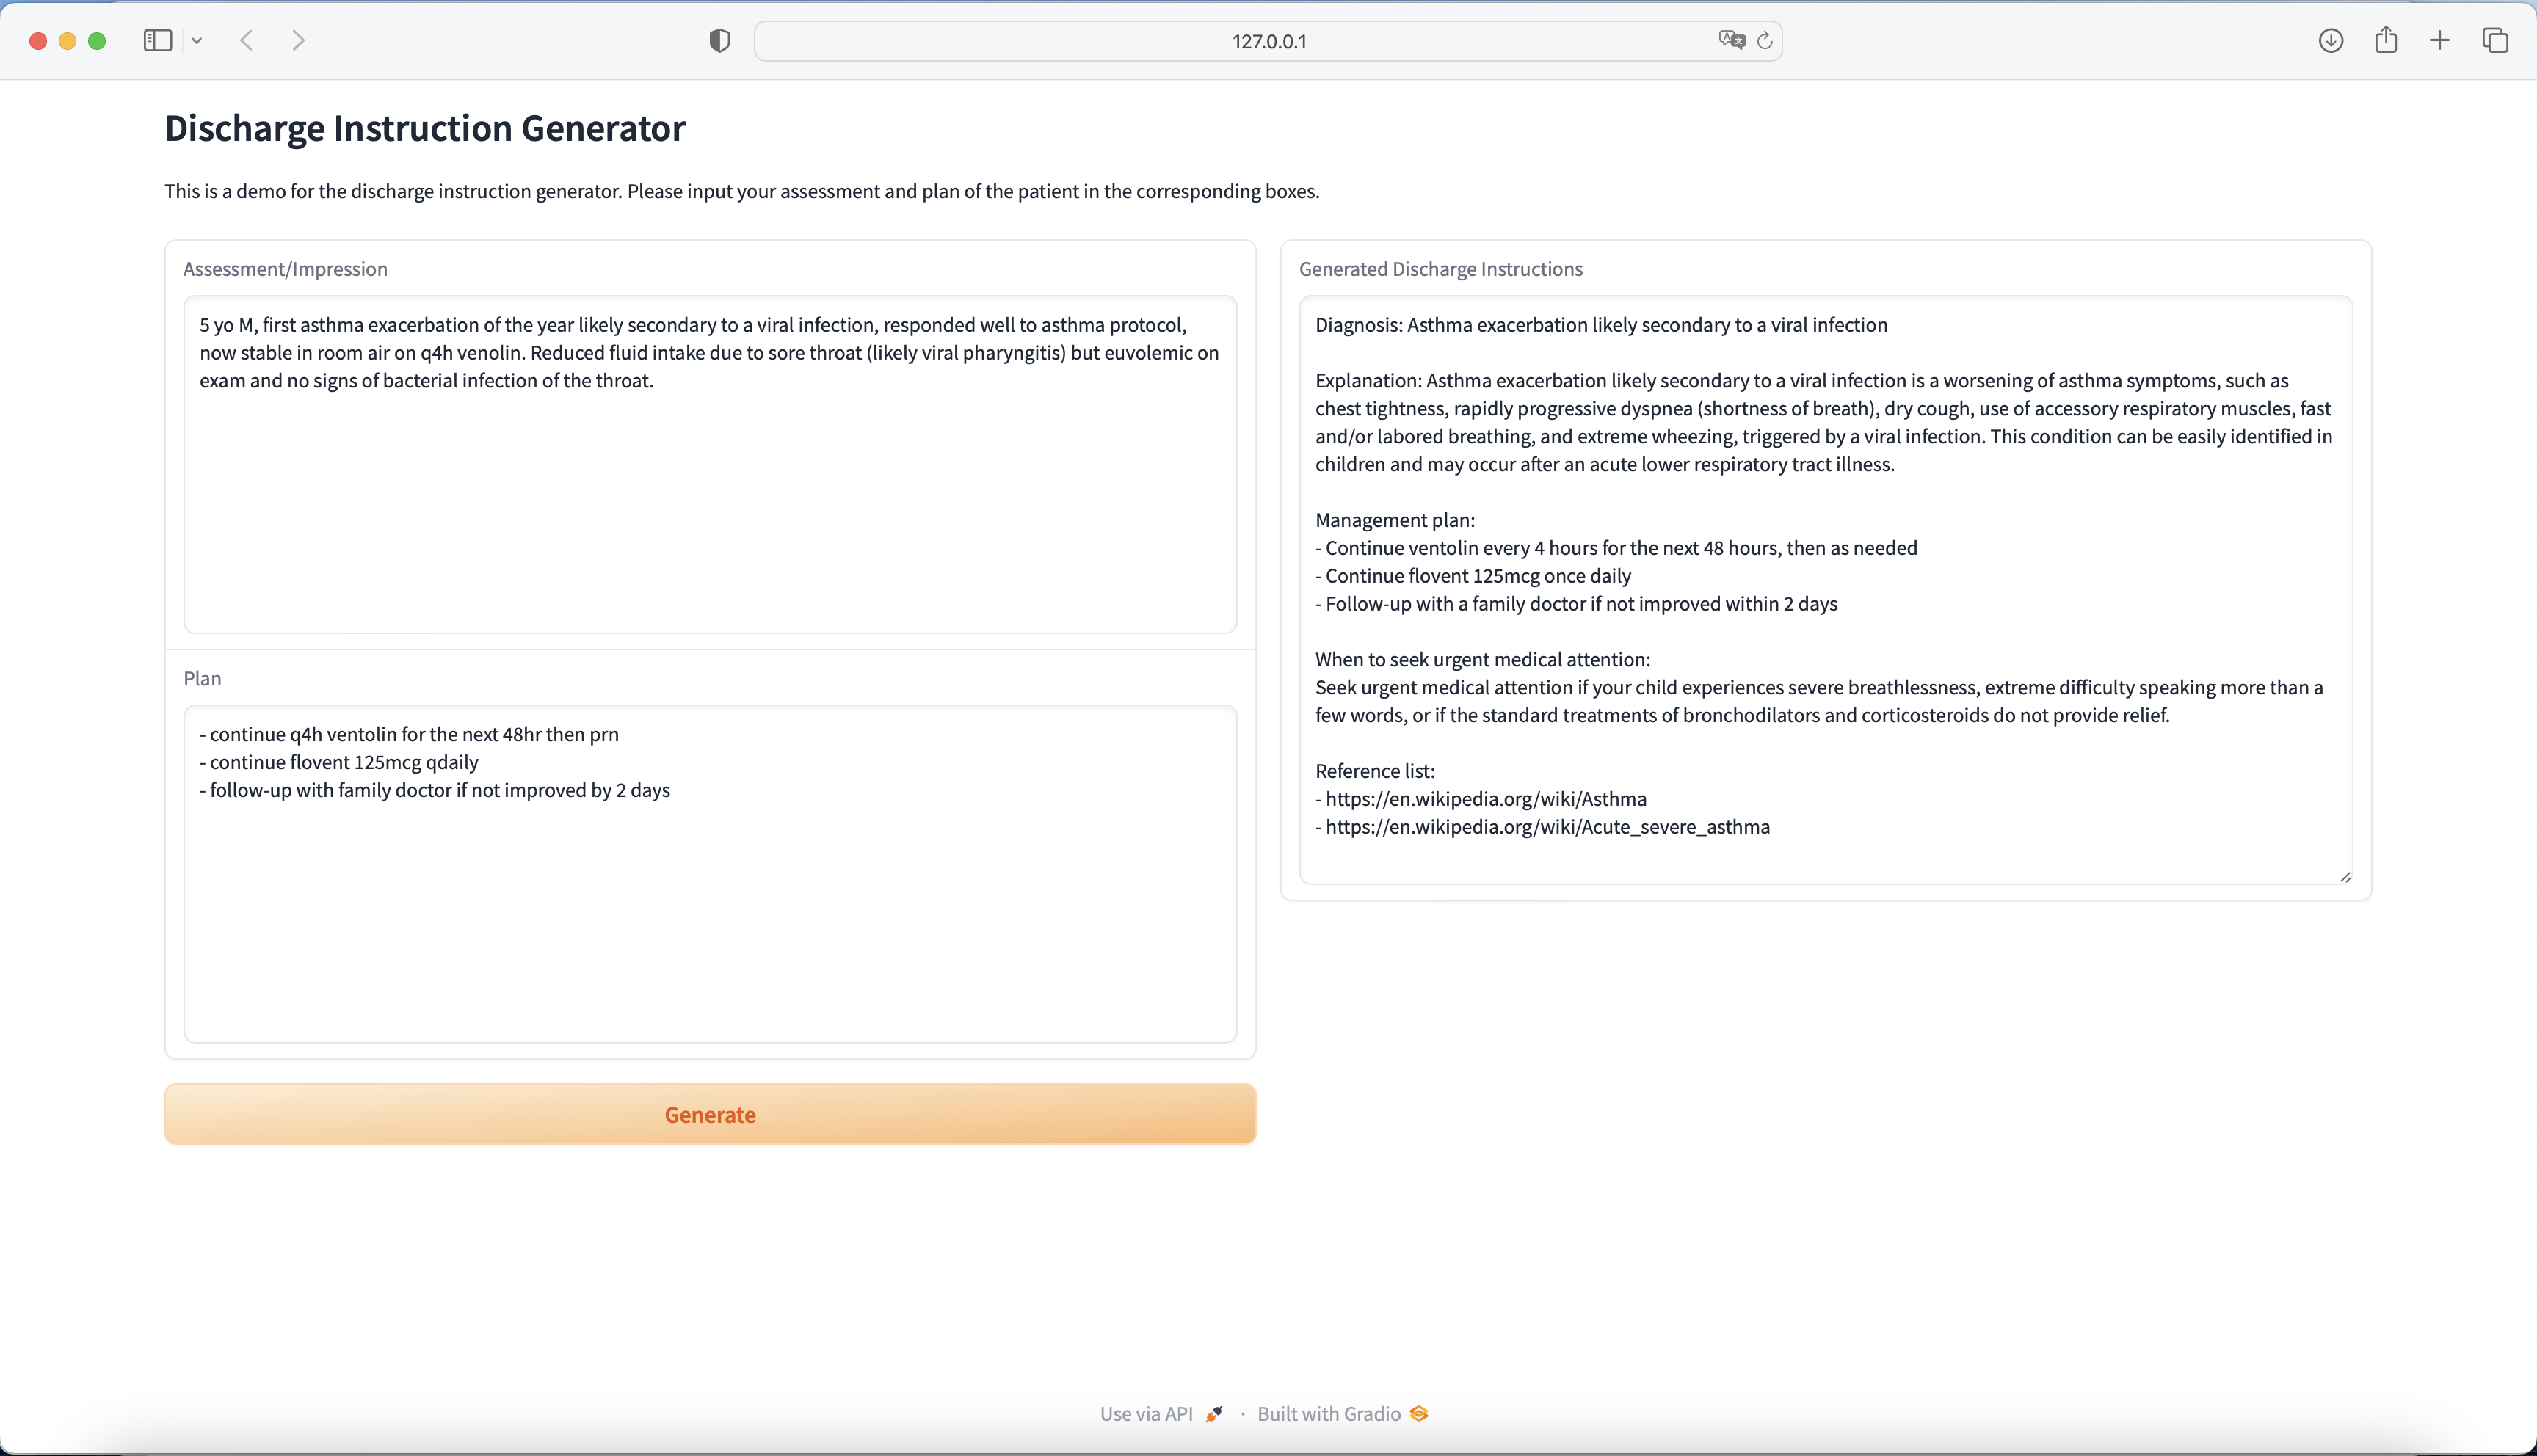 127.0.0.1
Discharge Instruction Generator
This is a demo for the discharge instruction generator. Please input your assessment and plan of the patient in the corresponding boxes.
Assessment/Impression
5 yo M, first asthma exacerbation of the year likely secondary to a viral infection, responded well to asthma protocol,
now stable in room air on q4h venolin. Reduced fluid intake due to sore throat (likely viral pharyngitis) but euvolemic on
exam and no signs of bacterial infection of the throat.
Plan
- continue q4h ventolin for the next 48hr then prn
- continue flovent 125mcg qdaily
- follow-up with family doctor if not improved by 2 days
Generate
Generated Discharge Instructions
Diagnosis: Asthma exacerbation likely secondary to a viral infection
Explanation: Asthma exacerbation likely secondary to a viral infection is a worsening of asthma symptoms, such as
chest tightness, rapidly progressive dyspnea (shortness of breath), dry cough, use of accessory respiratory muscles, fast
and/or labored breathing, and extreme wheezing, triggered by a viral infection. This condition can be easily identified in
children and may occur after an acute lower respiratory tract illness.
Management plan:
- Continue ventolin every 4 hours for the next 48 hours, then as needed
- Continue flovent 125mcg once daily
- Follow-up with a family doctor if not improved within 2 days
When to seek urgent medical attention:
Seek urgent medical attention if your child experiences severe breathlessness, extreme difficulty speaking more than a
few words, or if the standard treatments of bronchodilators and corticosteroids do not provide relief.
Reference list:
- https://en.wikipedia.org/wiki/Asthma
- https://en.wikipedia.org/wiki/Acute_severe_asthma
Use via API · Built with Gradio